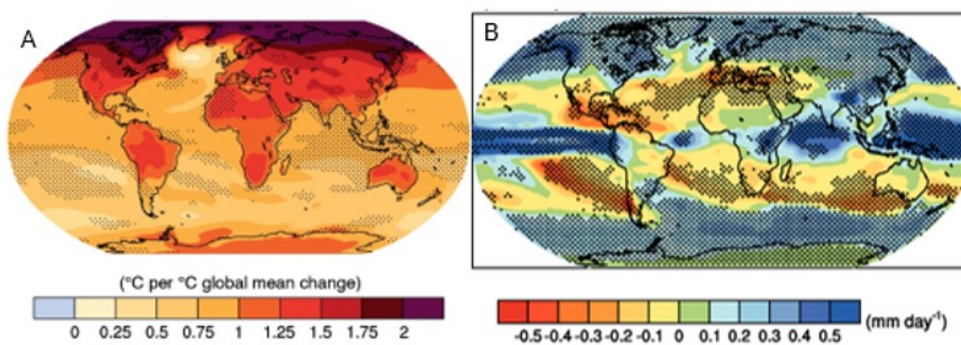 A
B
(°C per °C global mean change)
0 0.25 0.5 0.75 1 1.25 1.5 1.75 2
(mm day⁻¹)
-0.5 -0.4 -0.3 -0.2 -0.1 0 0.1 0.2 0.3 0.4 0.5